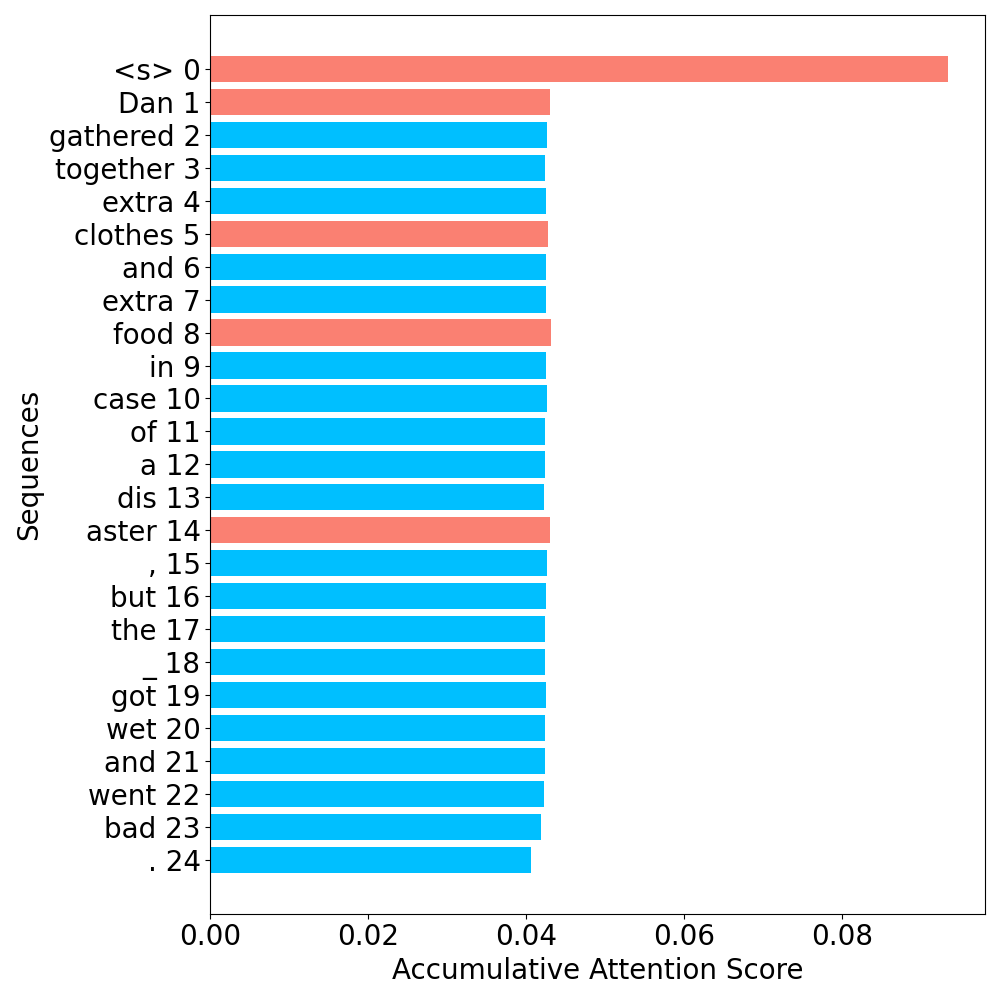 <s> 0
Dan 1
gathered 2
together 3
extra 4
clothes 5
and 6
extra 7
food 8
in 9
case 10
of 11
a 12
dis 13
aster 14
, 15
but 16
the 17
_ 18
got 19
wet 20
and 21
went 22
bad 23
. 24
Sequences
0.00 0.02 0.04 0.06 0.08
Accumulative Attention Score